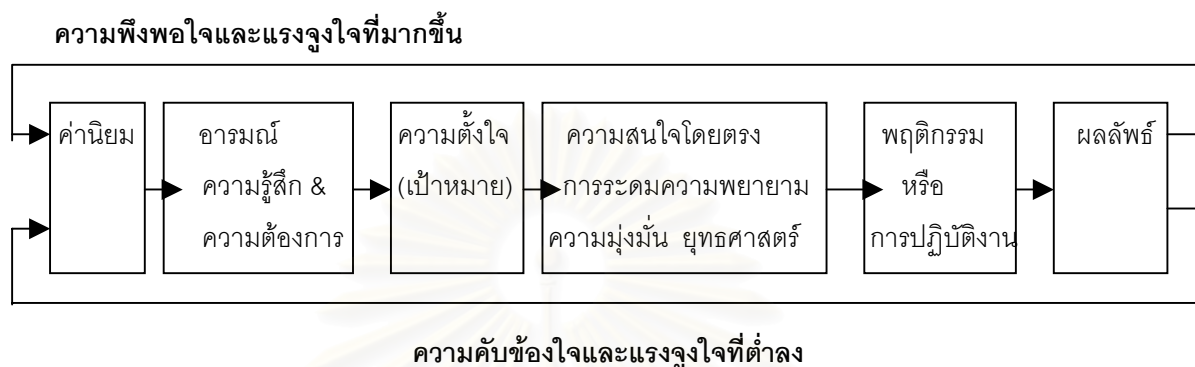 ความพึงพอใจและแรงจูงใจที่มากขึ้น
ค่านิยม
อารมณ์
ความรู้สึก &
ความต้องการ
ความตั้งใจ
(เป้าหมาย)
ความสนใจโดยตรง
การระดมความพยายาม
ความมุ่งมั่น ยุทธศาสตร์
พฤติกรรม
หรือ
การปฏิบัติงาน
ผลลัพธ์
ความคับข้องใจและแรงจูงใจที่ต่ำลง